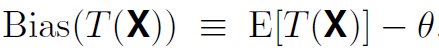 Bias(T(X)) ≡ E[T(X)] − θ.